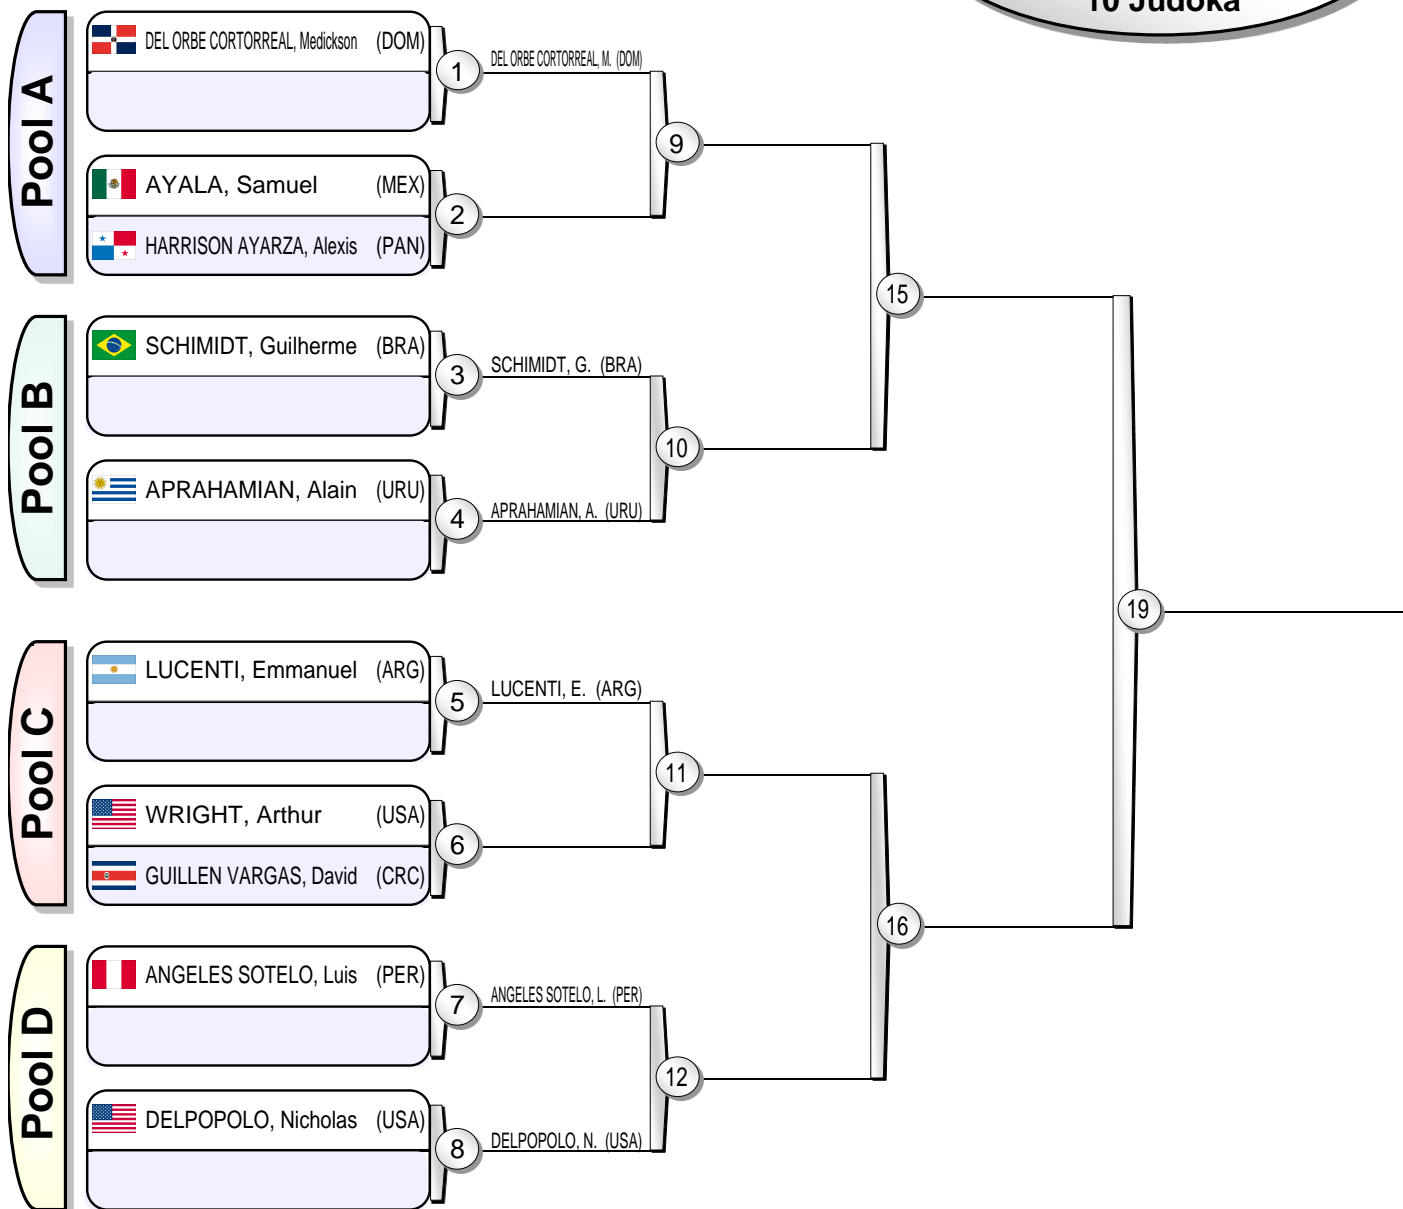 10 Judoka
Pool A
DEL ORBE CORTORREAL, Medickson (DOM)
1
DEL ORBE CORTORREAL, M. (DOM)
9
AYALA, Samuel (MEX)
2
HARRISON AYARZA, Alexis (PAN)
15
Pool B
SCHIMIDT, Guilherme (BRA)
3
SCHIMIDT, G. (BRA)
10
APRAHAMIAN, Alain (URU)
4
APRAHAMIAN, A. (URU)
19
Pool C
LUCENTI, Emmanuel (ARG)
5
LUCENTI, E. (ARG)
11
WRIGHT, Arthur (USA)
6
GUILLEN VARGAS, David (CRC)
16
Pool D
ANGELES SOTELO, Luis (PER)
7
ANGELES SOTELO, L. (PER)
12
DELPOPOLO, Nicholas (USA)
8
DELPOPOLO, N. (USA)